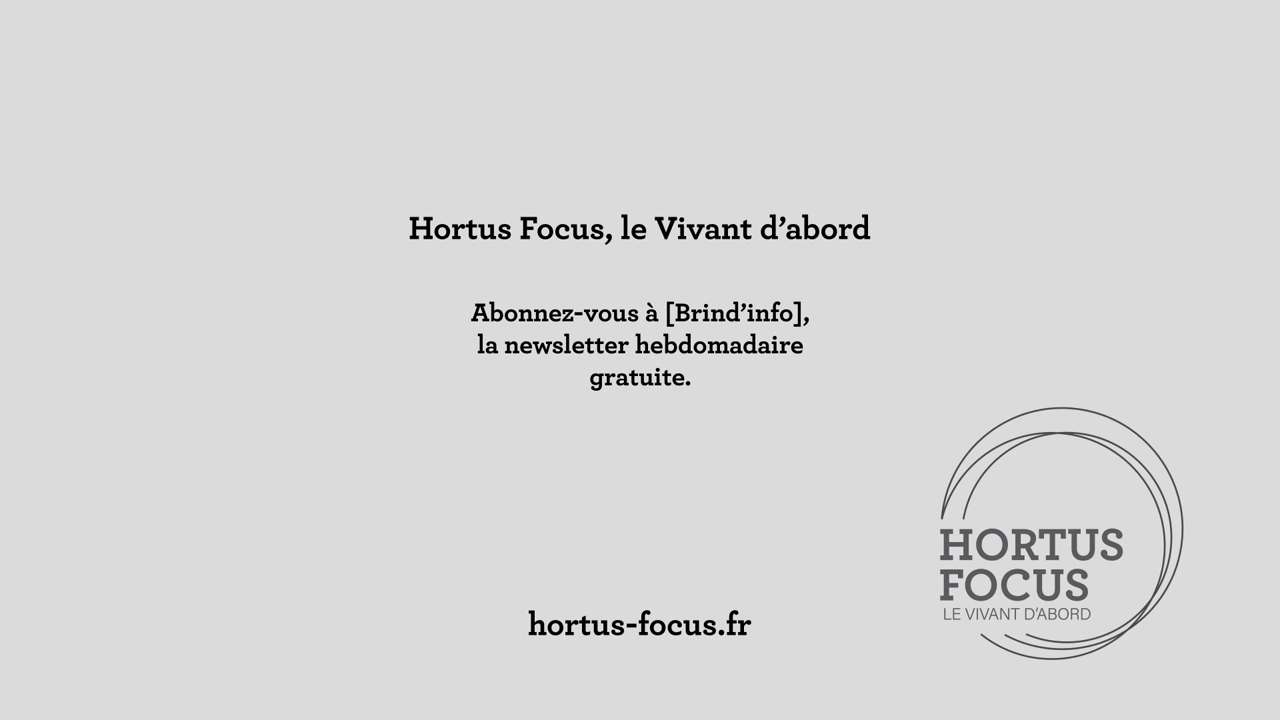 Hortus Focus, le Vivant d’abord
Abonnez-vous à [Brind’info],
la newsletter hebdomadaire
gratuite.
HORTUS
FOCUS
LE VIVANT D’ABORD
hortus-focus.fr